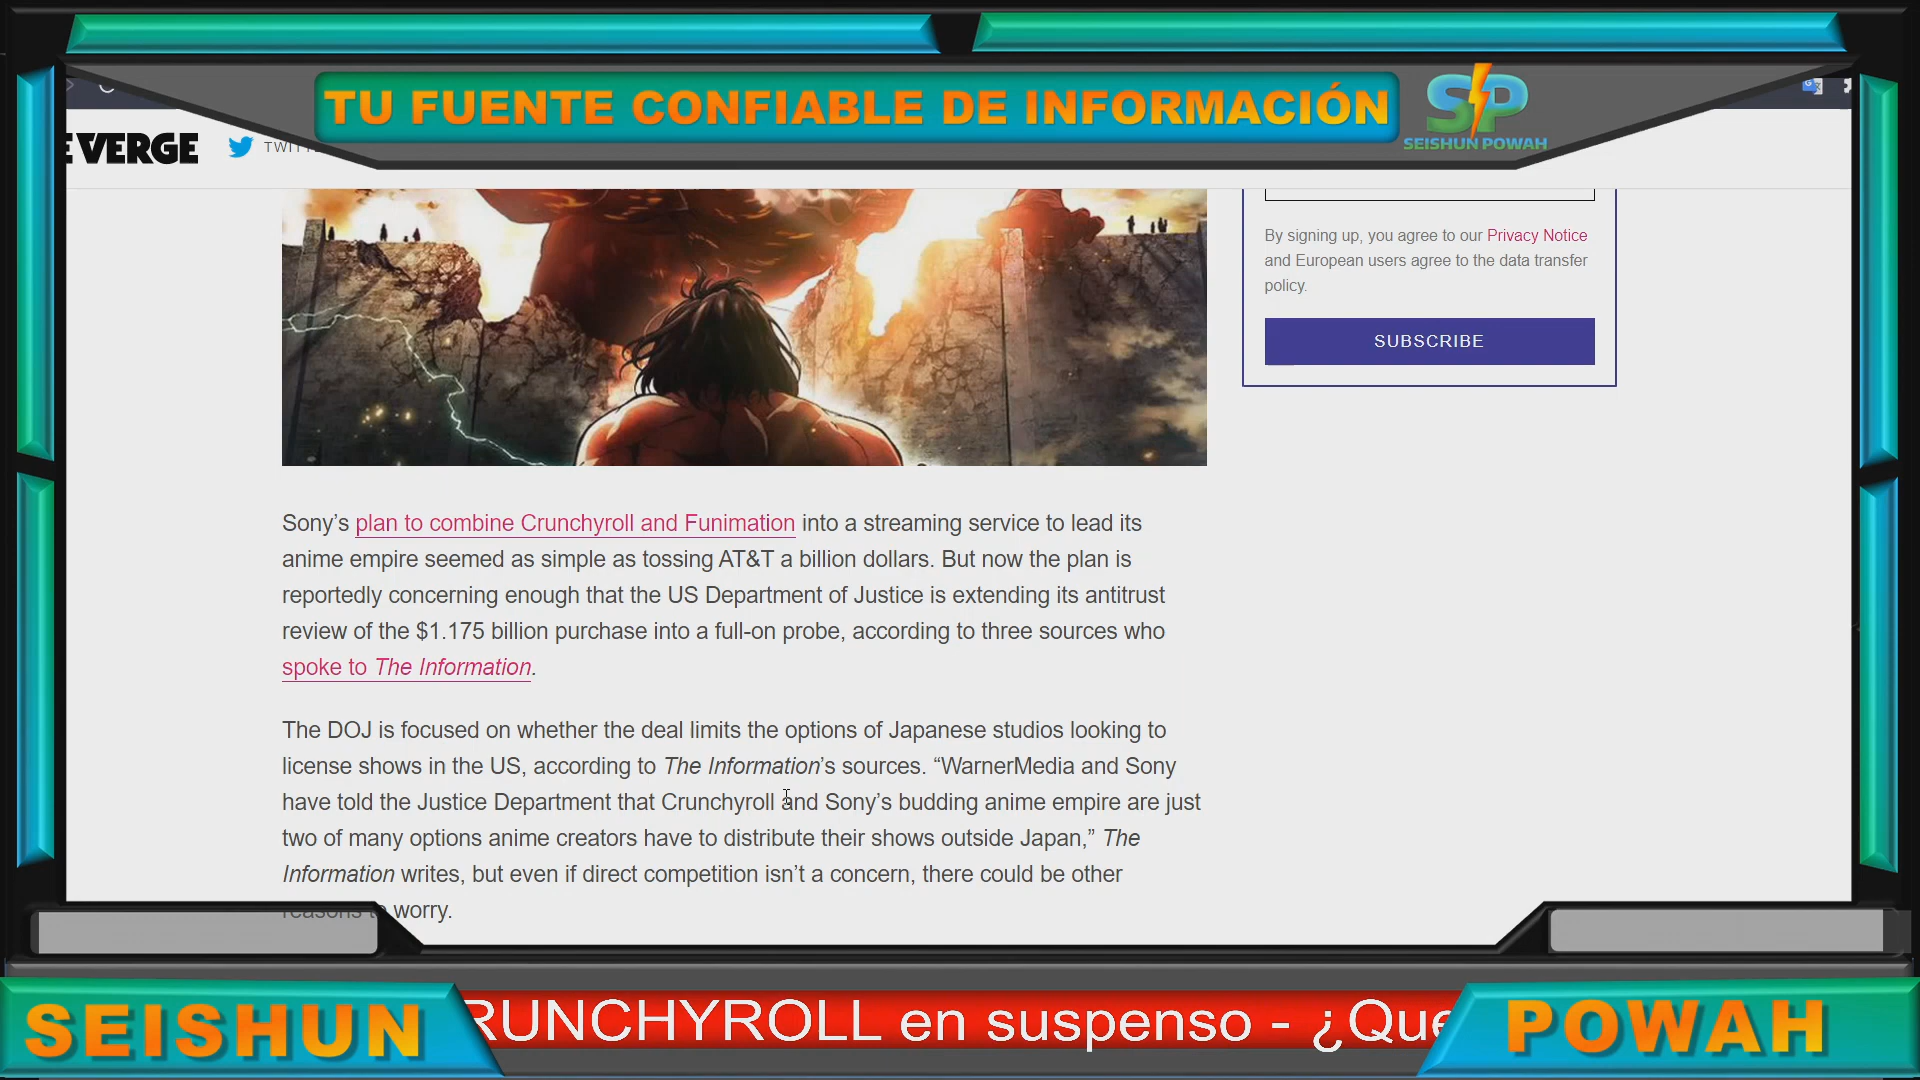 TU FUENTE CONFIABLE DE INFORMACIÓN
SP
SEISHUN POWAH
E VERGE
TWITT
By signing up, you agree to our Privacy Notice
and European users agree to the data transfer
policy.
SUBSCRIBE
Sony’s plan to combine Crunchyroll and Funimation into a streaming service to lead its
anime empire seemed as simple as tossing AT&T a billion dollars. But now the plan is
reportedly concerning enough that the US Department of Justice is extending its antitrust
review of the $1.175 billion purchase into a full-on probe, according to three sources who
spoke to The Information.
The DOJ is focused on whether the deal limits the options of Japanese studios looking to
license shows in the US, according to The Information’s sources. “WarnerMedia and Sony
have told the Justice Department that Crunchyroll and Sony’s budding anime empire are just
two of many options anime creators have to distribute their shows outside Japan,” The
Information writes, but even if direct competition isn’t a concern, there could be other
reasons to worry.
SEISHUN
RUNCHYROLL en suspenso - ¿Que
POWAH